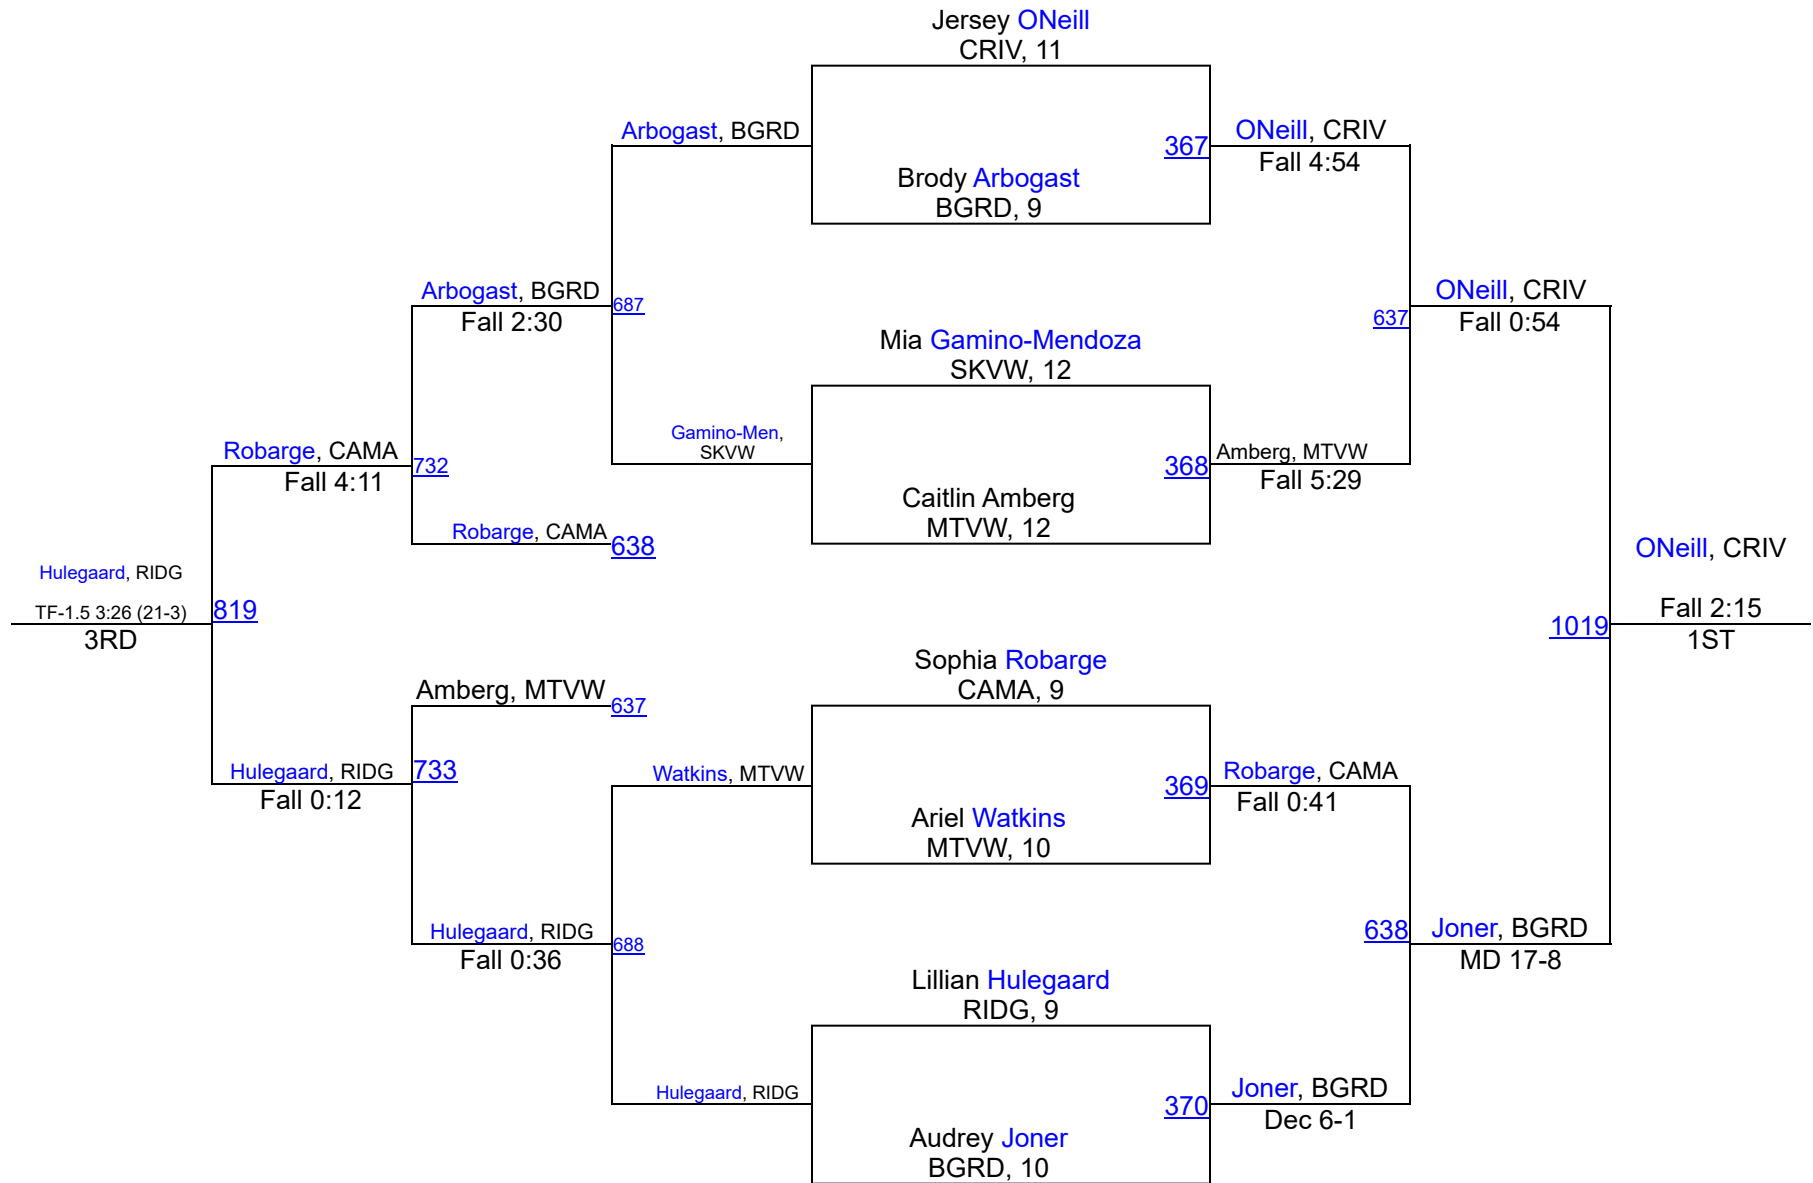 Jersey ONeill
CRIV, 11
Arbogast, BGRD
367
ONeill, CRIV
Fall 4:54
Brody Arbogast
BGRD, 9
Arbogast, BGRD
Fall 2:30
687
ONeill, CRIV
Fall 0:54
637
Mia Gamino-Mendoza
SKVW, 12
Gamino-Men,
SKVW
368
Amberg, MTVW
Fall 5:29
Robarge, CAMA
Fall 4:11
732
Caitlin Amberg
MTVW, 12
Robarge, CAMA
638
Hulegaard, RIDG
TF-1.5 3:26 (21-3)
3RD
819
ONeill, CRIV
Fall 2:15
1ST
1019
Sophia Robarge
CAMA, 9
Amberg, MTVW
637
Hulegaard, RIDG
Fall 0:12
733
Watkins, MTVW
369
Robarge, CAMA
Fall 0:41
Ariel Watkins
MTVW, 10
Hulegaard, RIDG
Fall 0:36
688
638
Joner, BGRD
MD 17-8
Lillian Hulegaard
RIDG, 9
Hulegaard, RIDG
370
Joner, BGRD
Dec 6-1
Audrey Joner
BGRD, 10